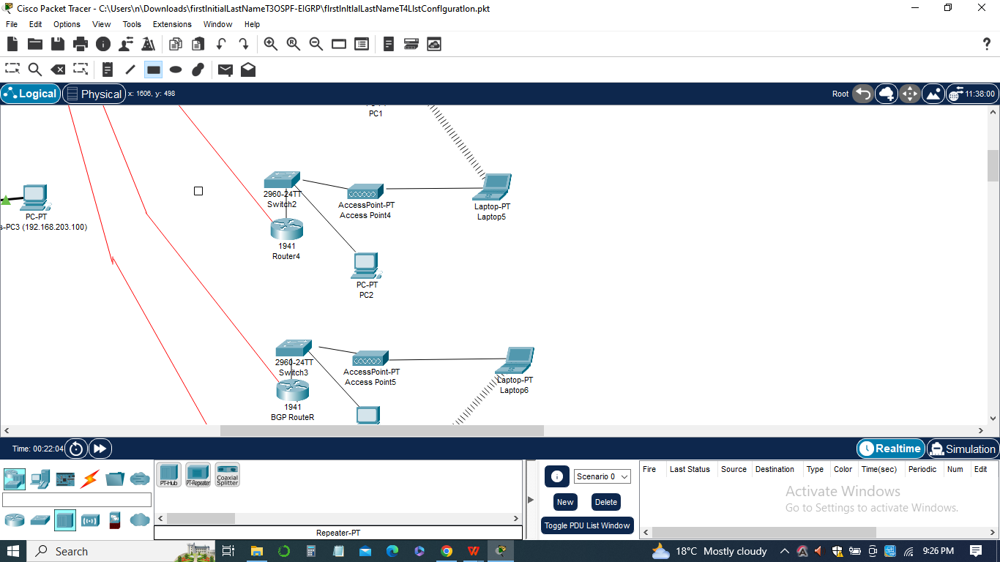 Cisco Packet Tracer - C:\Users\n\Downloads\firstInitialLastNameT3OSPF-EIGRP\fIrstInItIalLastNameT4LIstConfIguratIon.pkt
File Edit Options View Tools Extensions Window Help
Logical Physical x: 1606, y: 498 Root 11:38:00
PC1
2960-24TT
Switch2
AccessPoint-PT
Access Point4
Laptop-PT
Laptop5
PC-PT
s-PC3 (192.168.203.100)
1941
Router4
PC-PT
PC2
2960-24TT
Switch3
AccessPoint-PT
Access Point5
Laptop-PT
Laptop6
1941
BGP RouteR
Time: 00:22:04 Realtime Simulation
PT-Hub PT-Repeater Coaxial Splitter
Scenario 0
New Delete
Toggle PDU List Window
Fire Last Status Source Destination Type Color Time(sec) Periodic Num Edit
Activate Windows
Go to Settings to activate Windows.
Repeater-PT
Search 18°C Mostly cloudy 9:26 PM